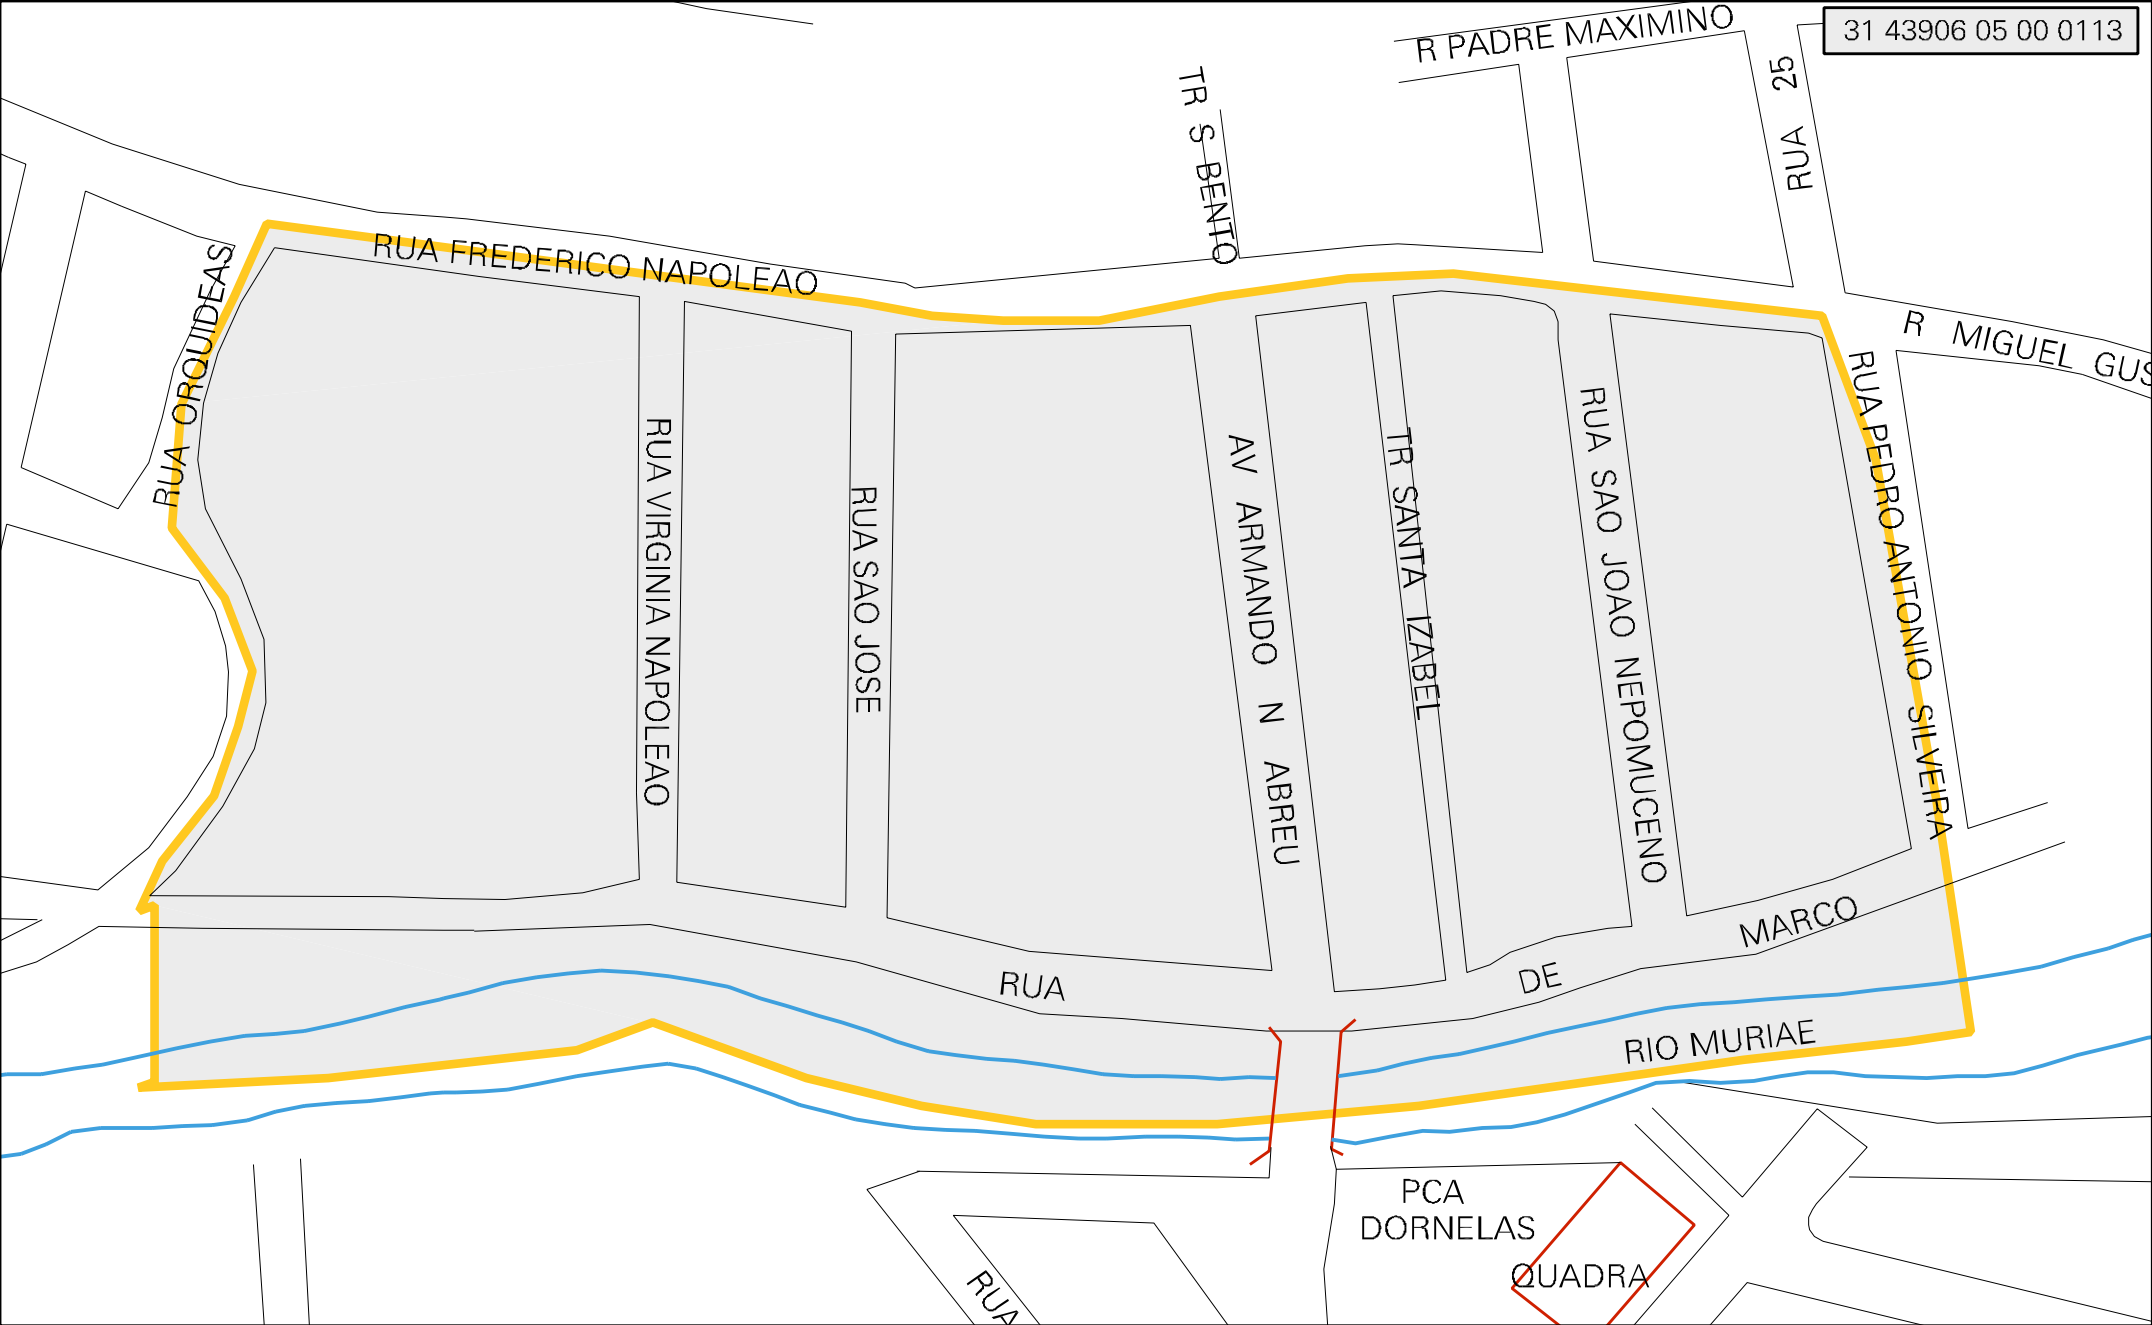 R PADRE MAXIMINO
31 43906 05 00 0113
RUA 25
TR S BENTO
RUA FREDERICO NAPOLEAO
RUA ORQUIDEAS
R MIGUEL GUS
RUA PEDRO ANTONIO SILVEIRA
RUA VIRGINIA NAPOLEAO
RUA SAO JOSE
AV ARMANDO N ABREU
TR SANTA IZABEL
RUA SAO JOAO NEPOMUCENO
RUA DE MARCO
RIO MURIAE
PCA
DORNELAS
QUADRA
RUA